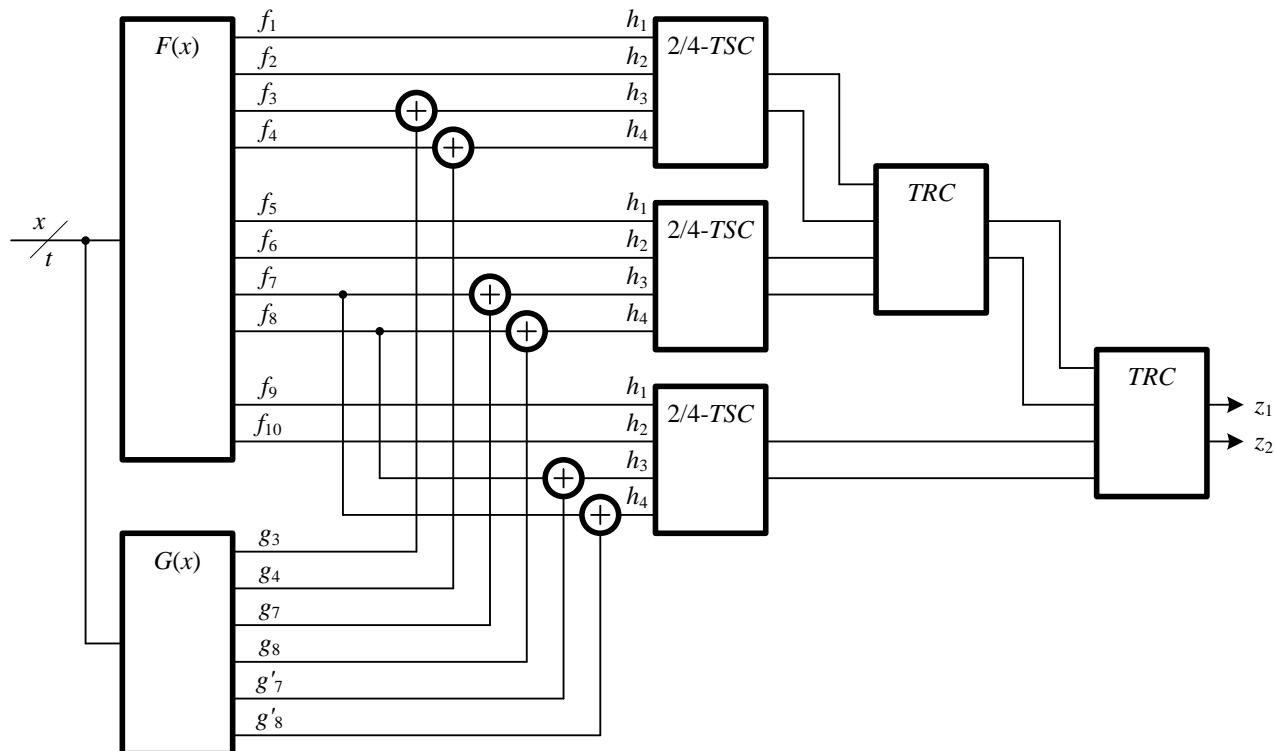 F(x)
f1
f2
f3
f4
f5
f6
f7
f8
f9
f10
x
t
G(x)
g3
g4
g7
g8
g'7
g'8
h1
h2
h3
h4
2/4-TSC
h1
h2
h3
h4
2/4-TSC
h1
h2
h3
h4
2/4-TSC
TRC
TRC
z1
z2